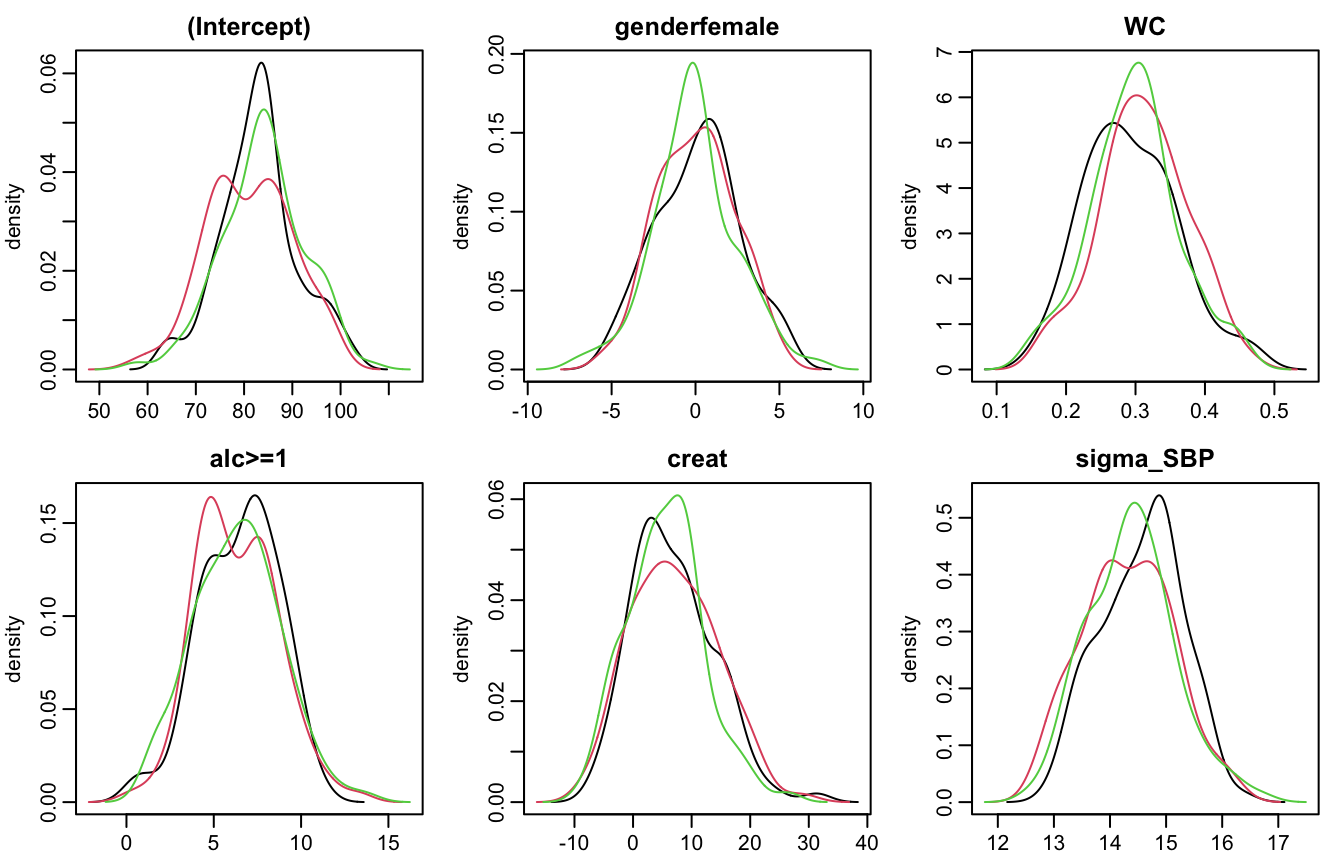 (Intercept)
density
0.00 0.02 0.04 0.06
50 60 70 80 90 100
genderfemale
density
0.00 0.05 0.10 0.15 0.20
-10 -5 0 5 10
WC
density
0 1 2 3 4 5 6 7
0.1 0.2 0.3 0.4 0.5
alc>=1
density
0.00 0.05 0.10 0.15
0 5 10 15
creat
density
0.00 0.02 0.04 0.06
-10 0 10 20 30 40
sigma_SBP
density
0.0 0.1 0.2 0.3 0.4 0.5
12 13 14 15 16 17